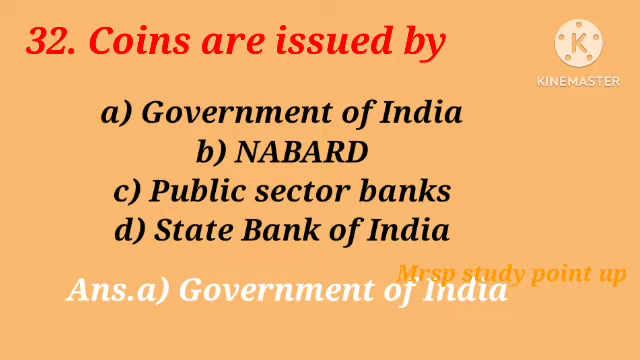 32. Coins are issued by
KINEMASTER
a) Government of India
b) NABARD
c) Public sector banks
d) State Bank of India
Mrsp study point up
Ans.a) Government of India